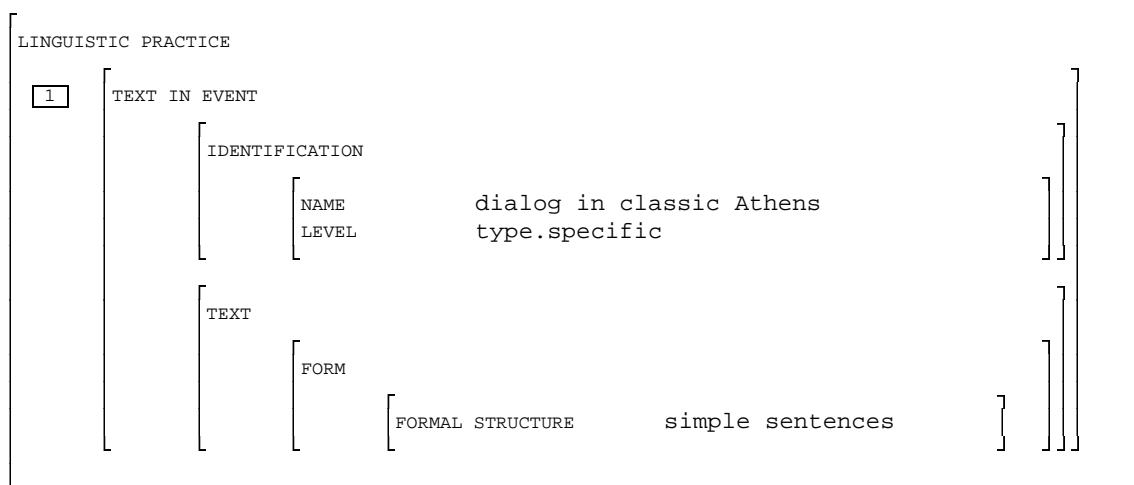 LINGUISTIC PRACTICE
1 TEXT IN EVENT
IDENTIFICATION
NAME dialog in classic Athens
LEVEL type.specific
TEXT
FORM
FORMAL STRUCTURE simple sentences